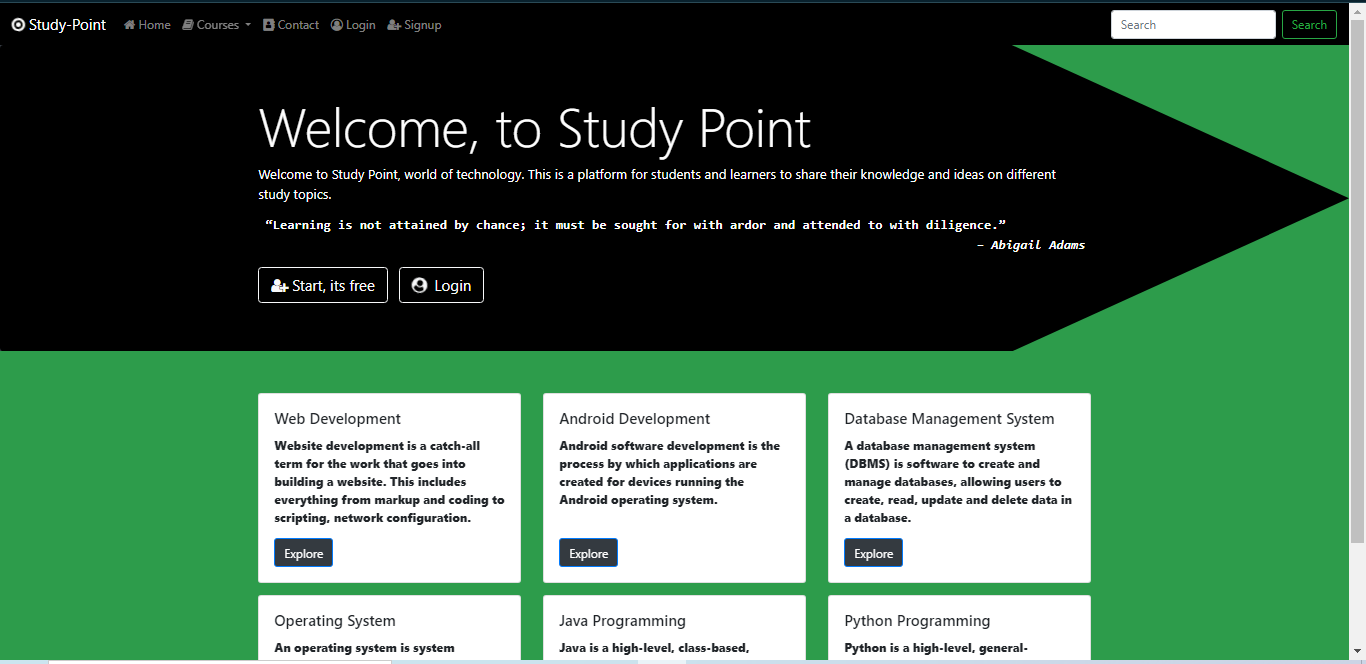 Study-Point Home Courses Contact Login Signup Search Search
Welcome, to Study Point
Welcome to Study Point, world of technology. This is a platform for students and learners to share their knowledge and ideas on different
study topics.
“Learning is not attained by chance; it must be sought for with ardor and attended to with diligence.”
– Abigail Adams
Start, its free Login
Web Development
Website development is a catch-all
term for the work that goes into
building a website. This includes
everything from markup and coding to
scripting, network configuration.
Explore
Android Development
Android software development is the
process by which applications are
created for devices running the
Android operating system.
Explore
Database Management System
A database management system
(DBMS) is software to create and
manage databases, allowing users to
create, read, update and delete data in
a database.
Explore
Operating System
An operating system is system
Java Programming
Java is a high-level, class-based,
Python Programming
Python is a high-level, general-